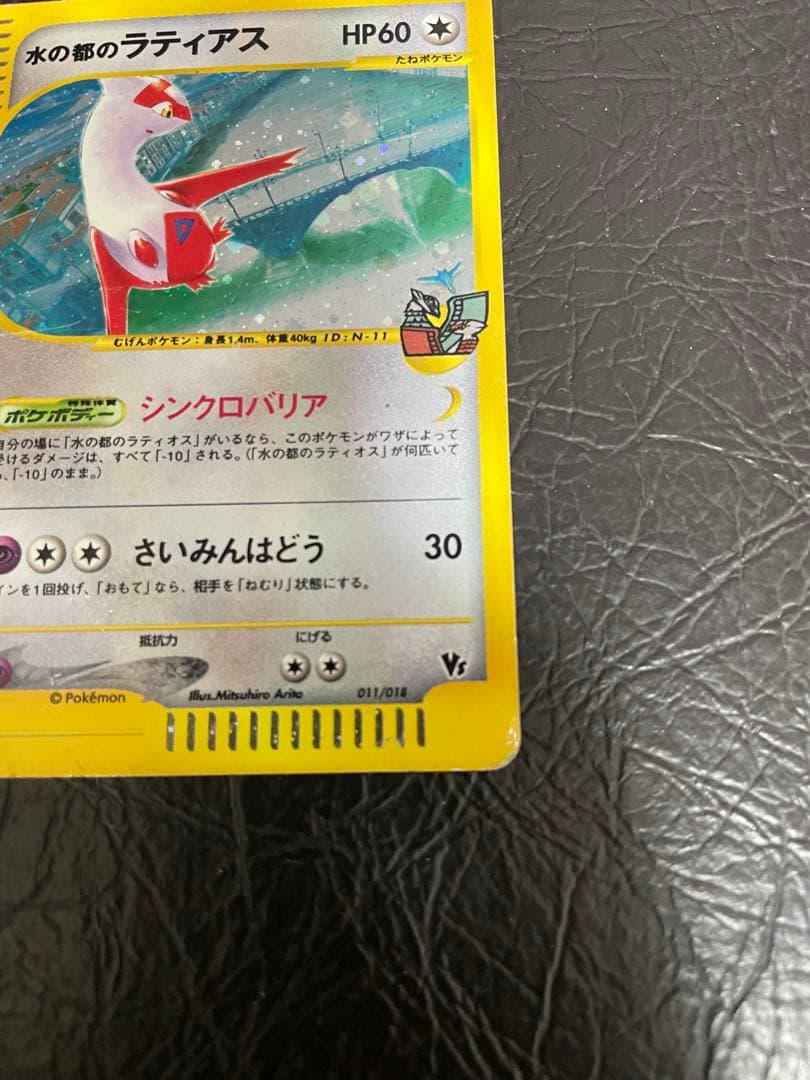 水の都のラティアス HP60
たねポケモン
むげんポケモン：身長1.4m、体重40kg ID：N-11
特殊体質
ポケボディー シンクロバリア
自分の場に「水の都のラティオス」がいるなら、このポケモンがワザによって
受けるダメージは、すべて「-10」される。（「水の都のラティオス」が何匹いて
も、「-10」のまま。）
さいみんはどう 30
インを1回投げ、「おもて」なら、相手を「ねむり」状態にする。
抵抗力 にげる
Vs
© Pokémon Illus. Mitsuhiro Arita 011/018